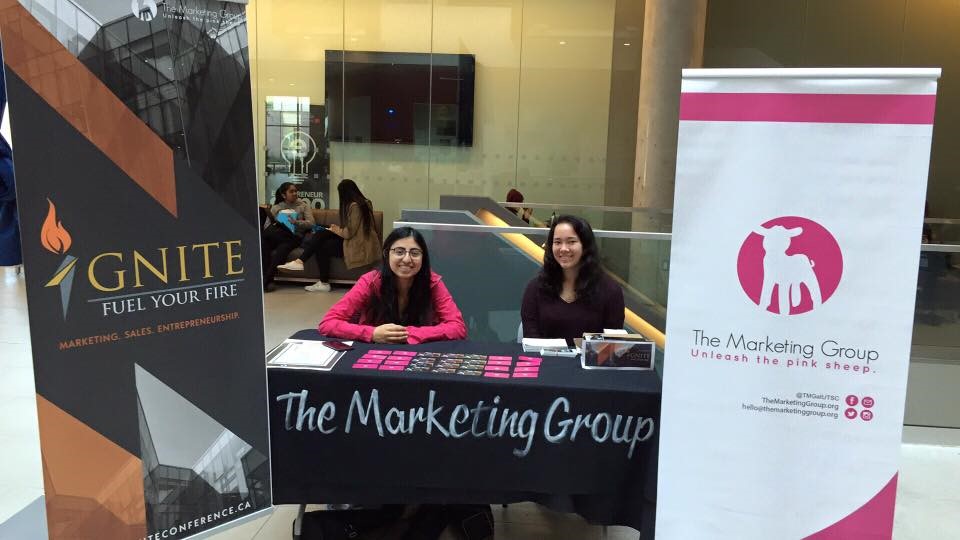 The Marketing Group
Unleash the pink sheep.
IGNITE
FUEL YOUR FIRE
MARKETING. SALES. ENTREPRENEURSHIP.
The Marketing Group
The Marketing Group
Unleash the pink sheep.
@TMGatUTSC
TheMarketingGroup.org
hello@themarketinggroup.org